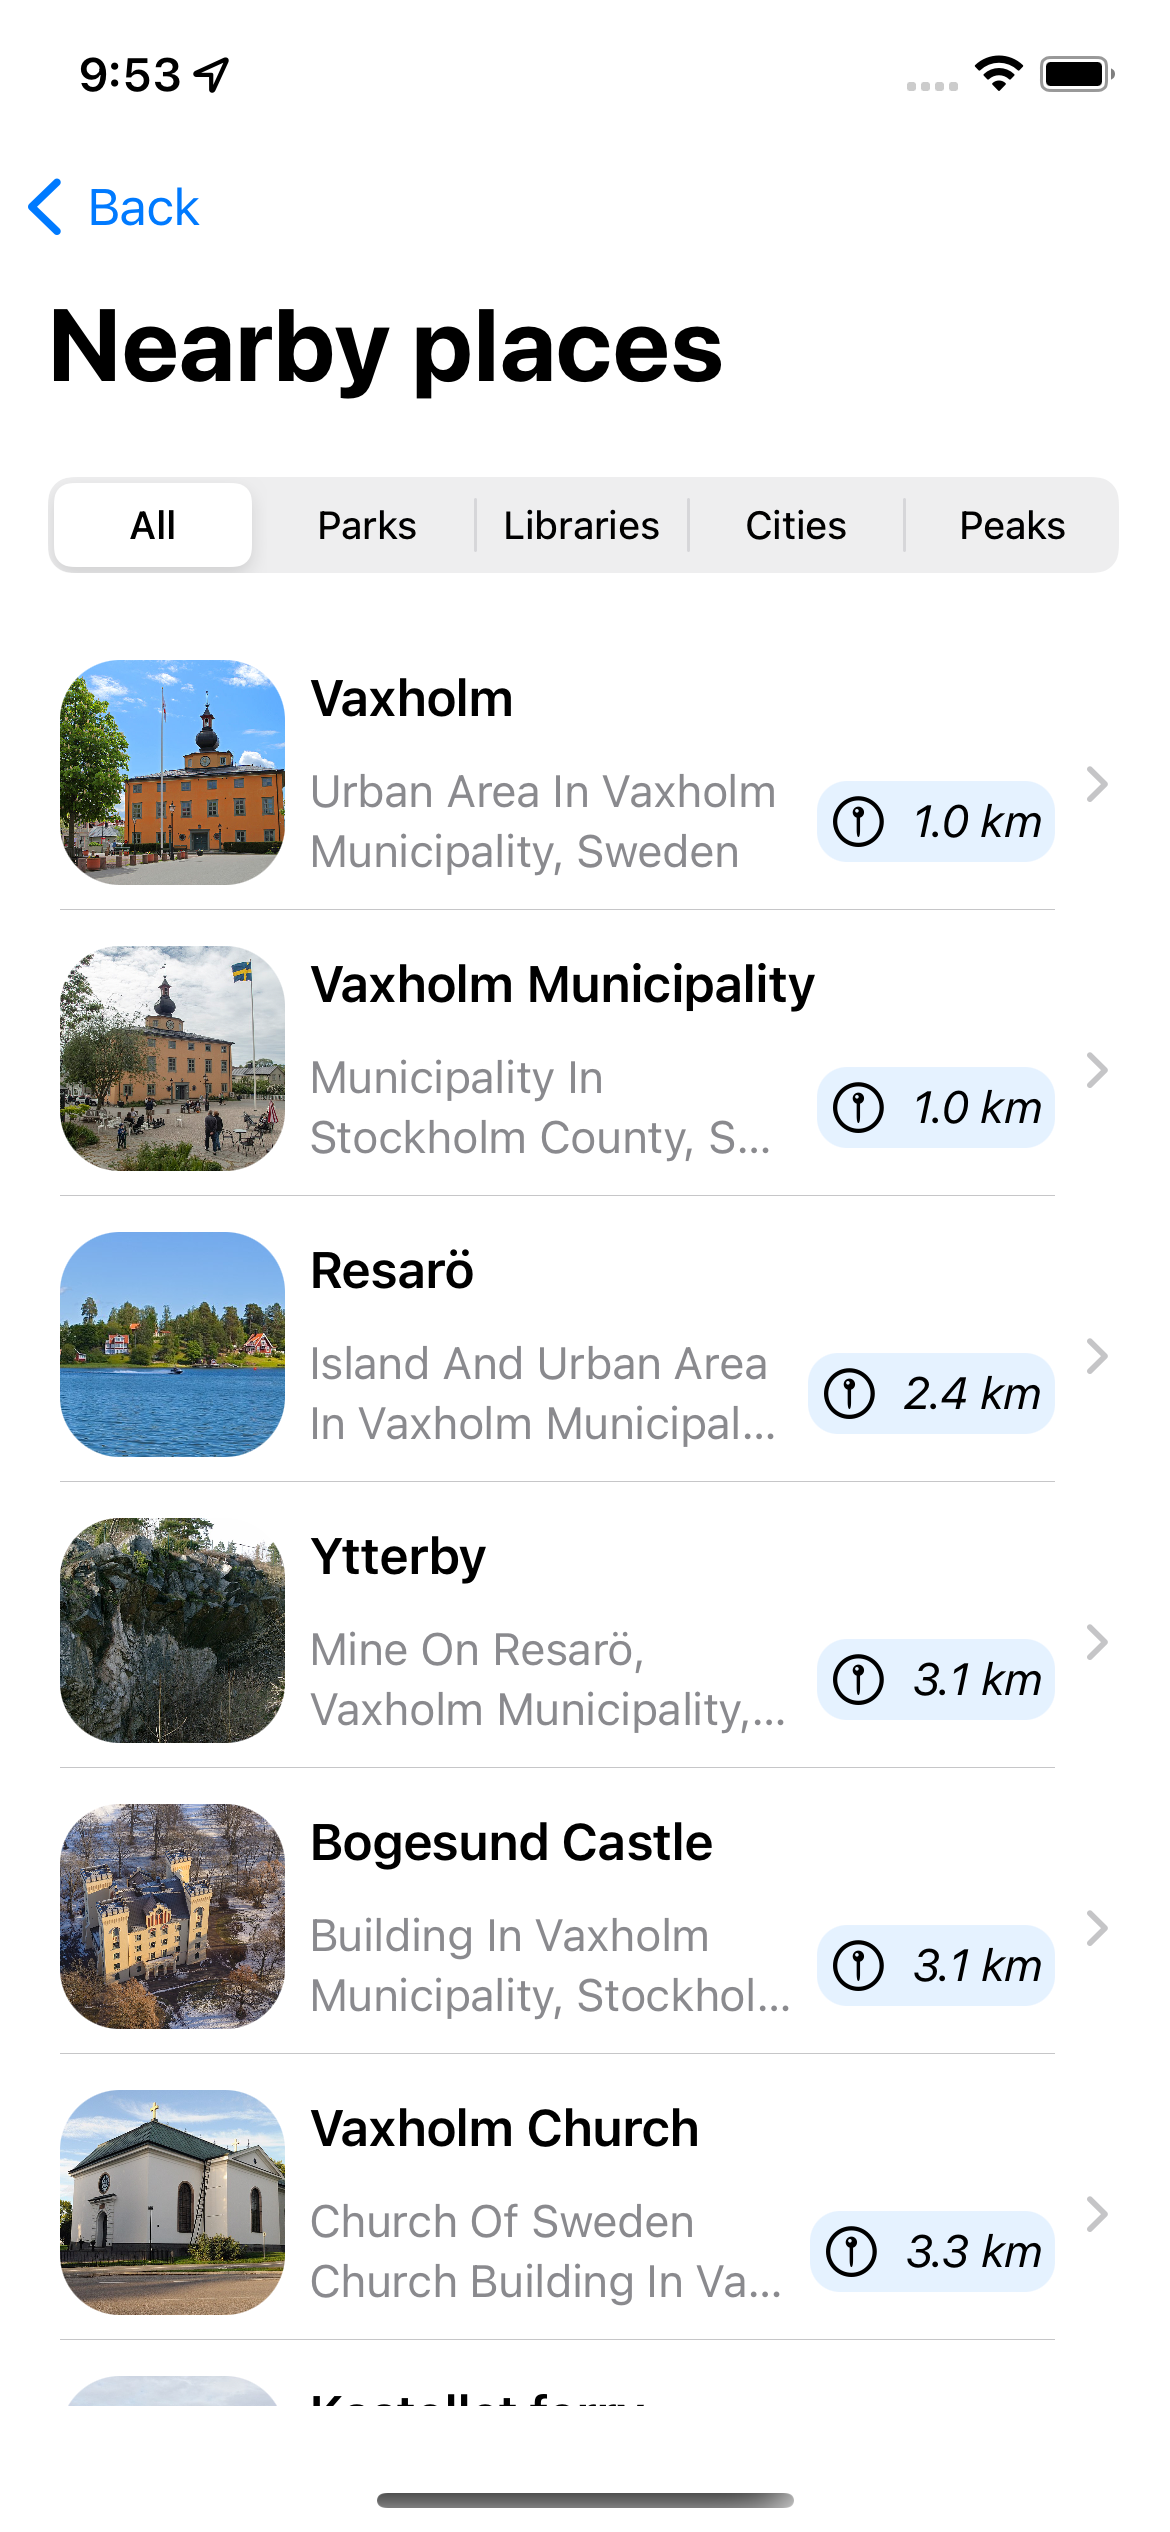 9:53
Back
Nearby places
All Parks Libraries Cities Peaks
Vaxholm
Urban Area In Vaxholm
Municipality, Sweden
1.0 km
Vaxholm Municipality
Municipality In
Stockholm County, S...
1.0 km
Resarö
Island And Urban Area
In Vaxholm Municipal...
2.4 km
Ytterby
Mine On Resarö,
Vaxholm Municipality,...
3.1 km
Bogesund Castle
Building In Vaxholm
Municipality, Stockhol...
3.1 km
Vaxholm Church
Church Of Sweden
Church Building In Va...
3.3 km
Kastellet ferry